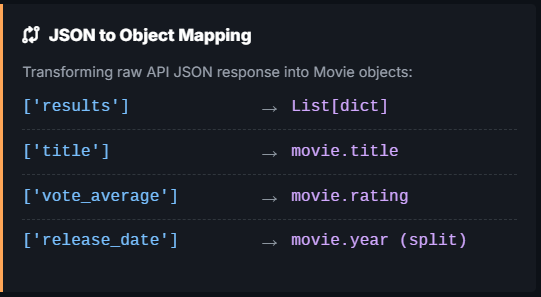 JSON to Object Mapping
Transforming raw API JSON response into Movie objects:
['results'] → List[dict]
['title'] → movie.title
['vote_average'] → movie.rating
['release_date'] → movie.year (split)